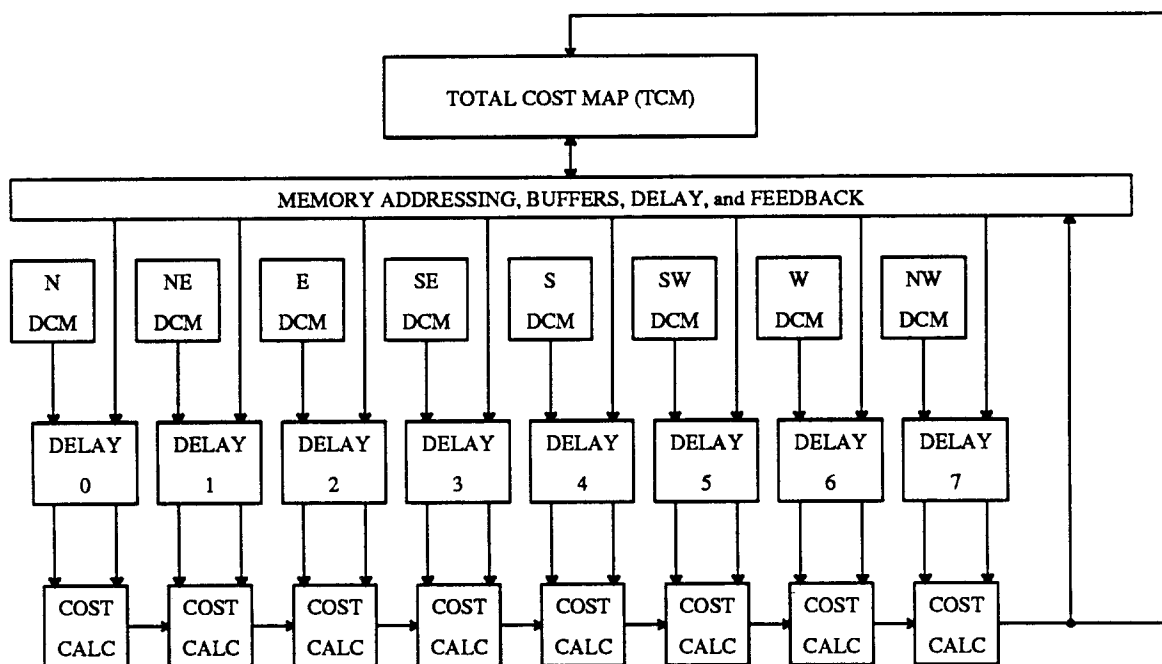 TOTAL COST MAP (TCM)
MEMORY ADDRESSING, BUFFERS, DELAY, and FEEDBACK
N
DCM
NE
DCM
E
DCM
SE
DCM
S
DCM
SW
DCM
W
DCM
NW
DCM
DELAY
0
DELAY
1
DELAY
2
DELAY
3
DELAY
4
DELAY
5
DELAY
6
DELAY
7
COST
CALC
COST
CALC
COST
CALC
COST
CALC
COST
CALC
COST
CALC
COST
CALC
COST
CALC